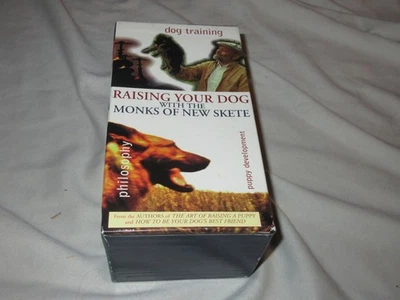 dog training
RAISING YOUR DOG
WITH THE
MONKS OF NEW SKETE
philosophy
puppy development
From the AUTHORS of THE ART OF RAISING A PUPPY
and HOW TO BE YOUR DOG'S BEST FRIEND